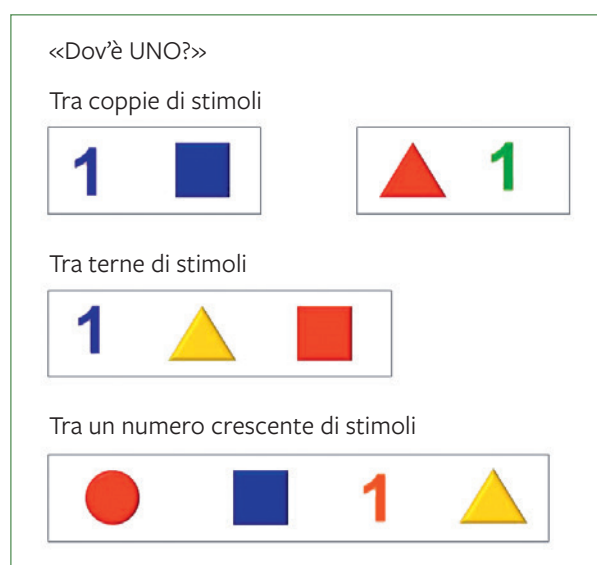 «Dov'è UNO?»
Tra coppie di stimoli
1
1
Tra terne di stimoli
1
Tra un numero crescente di stimoli
1